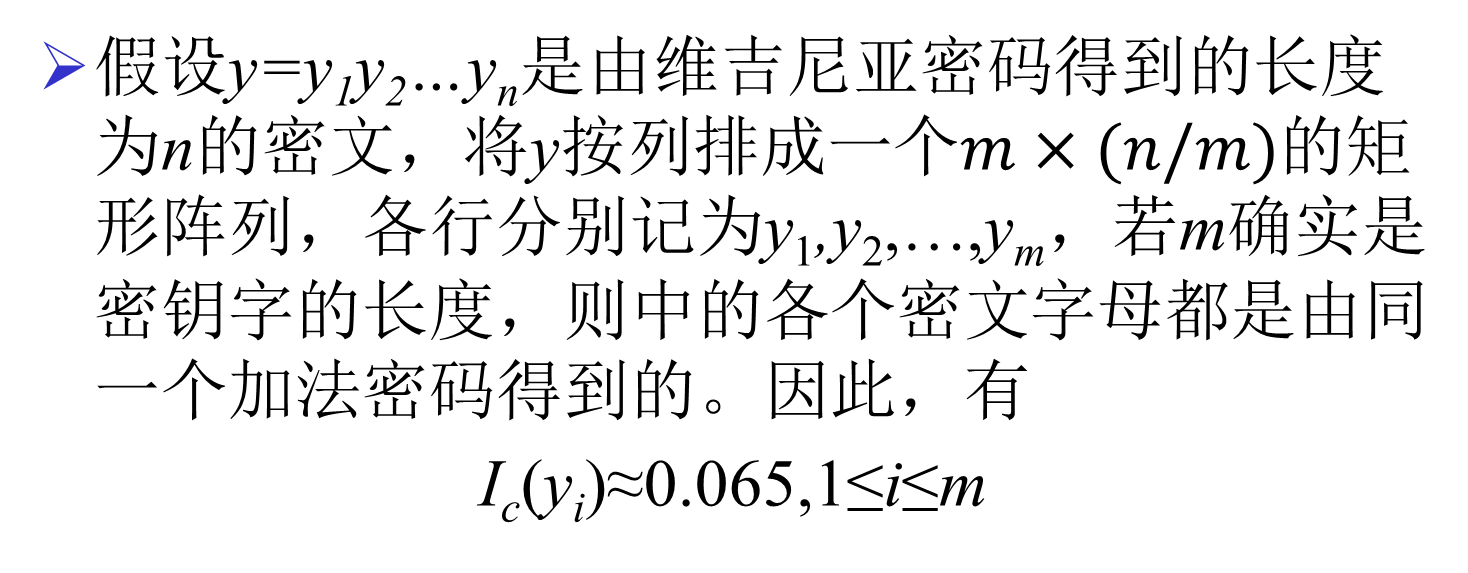 假设y=y₁y₂...yₙ是由维吉尼亚密码得到的长度
为n的密文，将y按列排成一个m × (n/m)的矩
形阵列，各行分别记为y₁,y₂,…,yₘ，若m确实是
密钥字的长度，则中的各个密文字母都是由同
一个加法密码得到的。因此，有
I_c(y_i)≈0.065,1≤i≤m